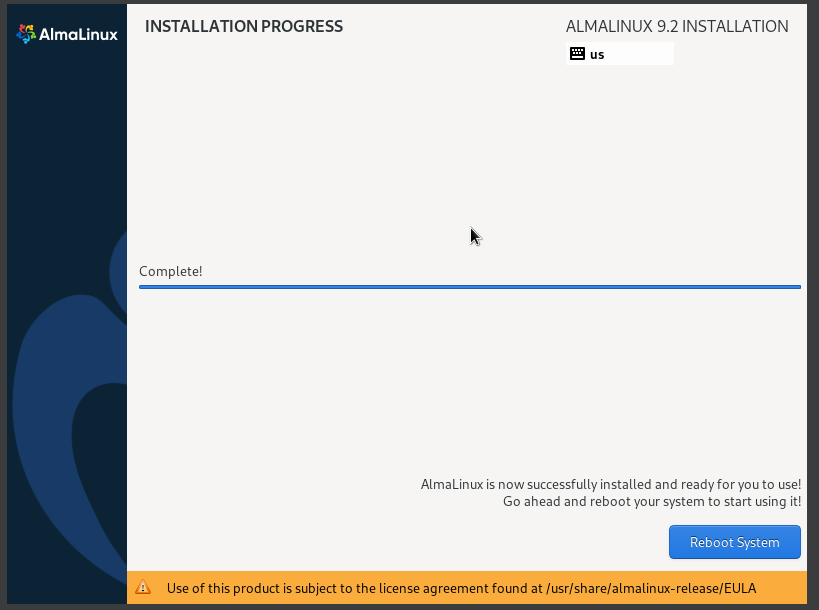 AlmaLinux
INSTALLATION PROGRESS
ALMALINUX 9.2 INSTALLATION
us
Complete!
AlmaLinux is now successfully installed and ready for you to use!
Go ahead and reboot your system to start using it!
Reboot System
Use of this product is subject to the license agreement found at /usr/share/almalinux-release/EULA